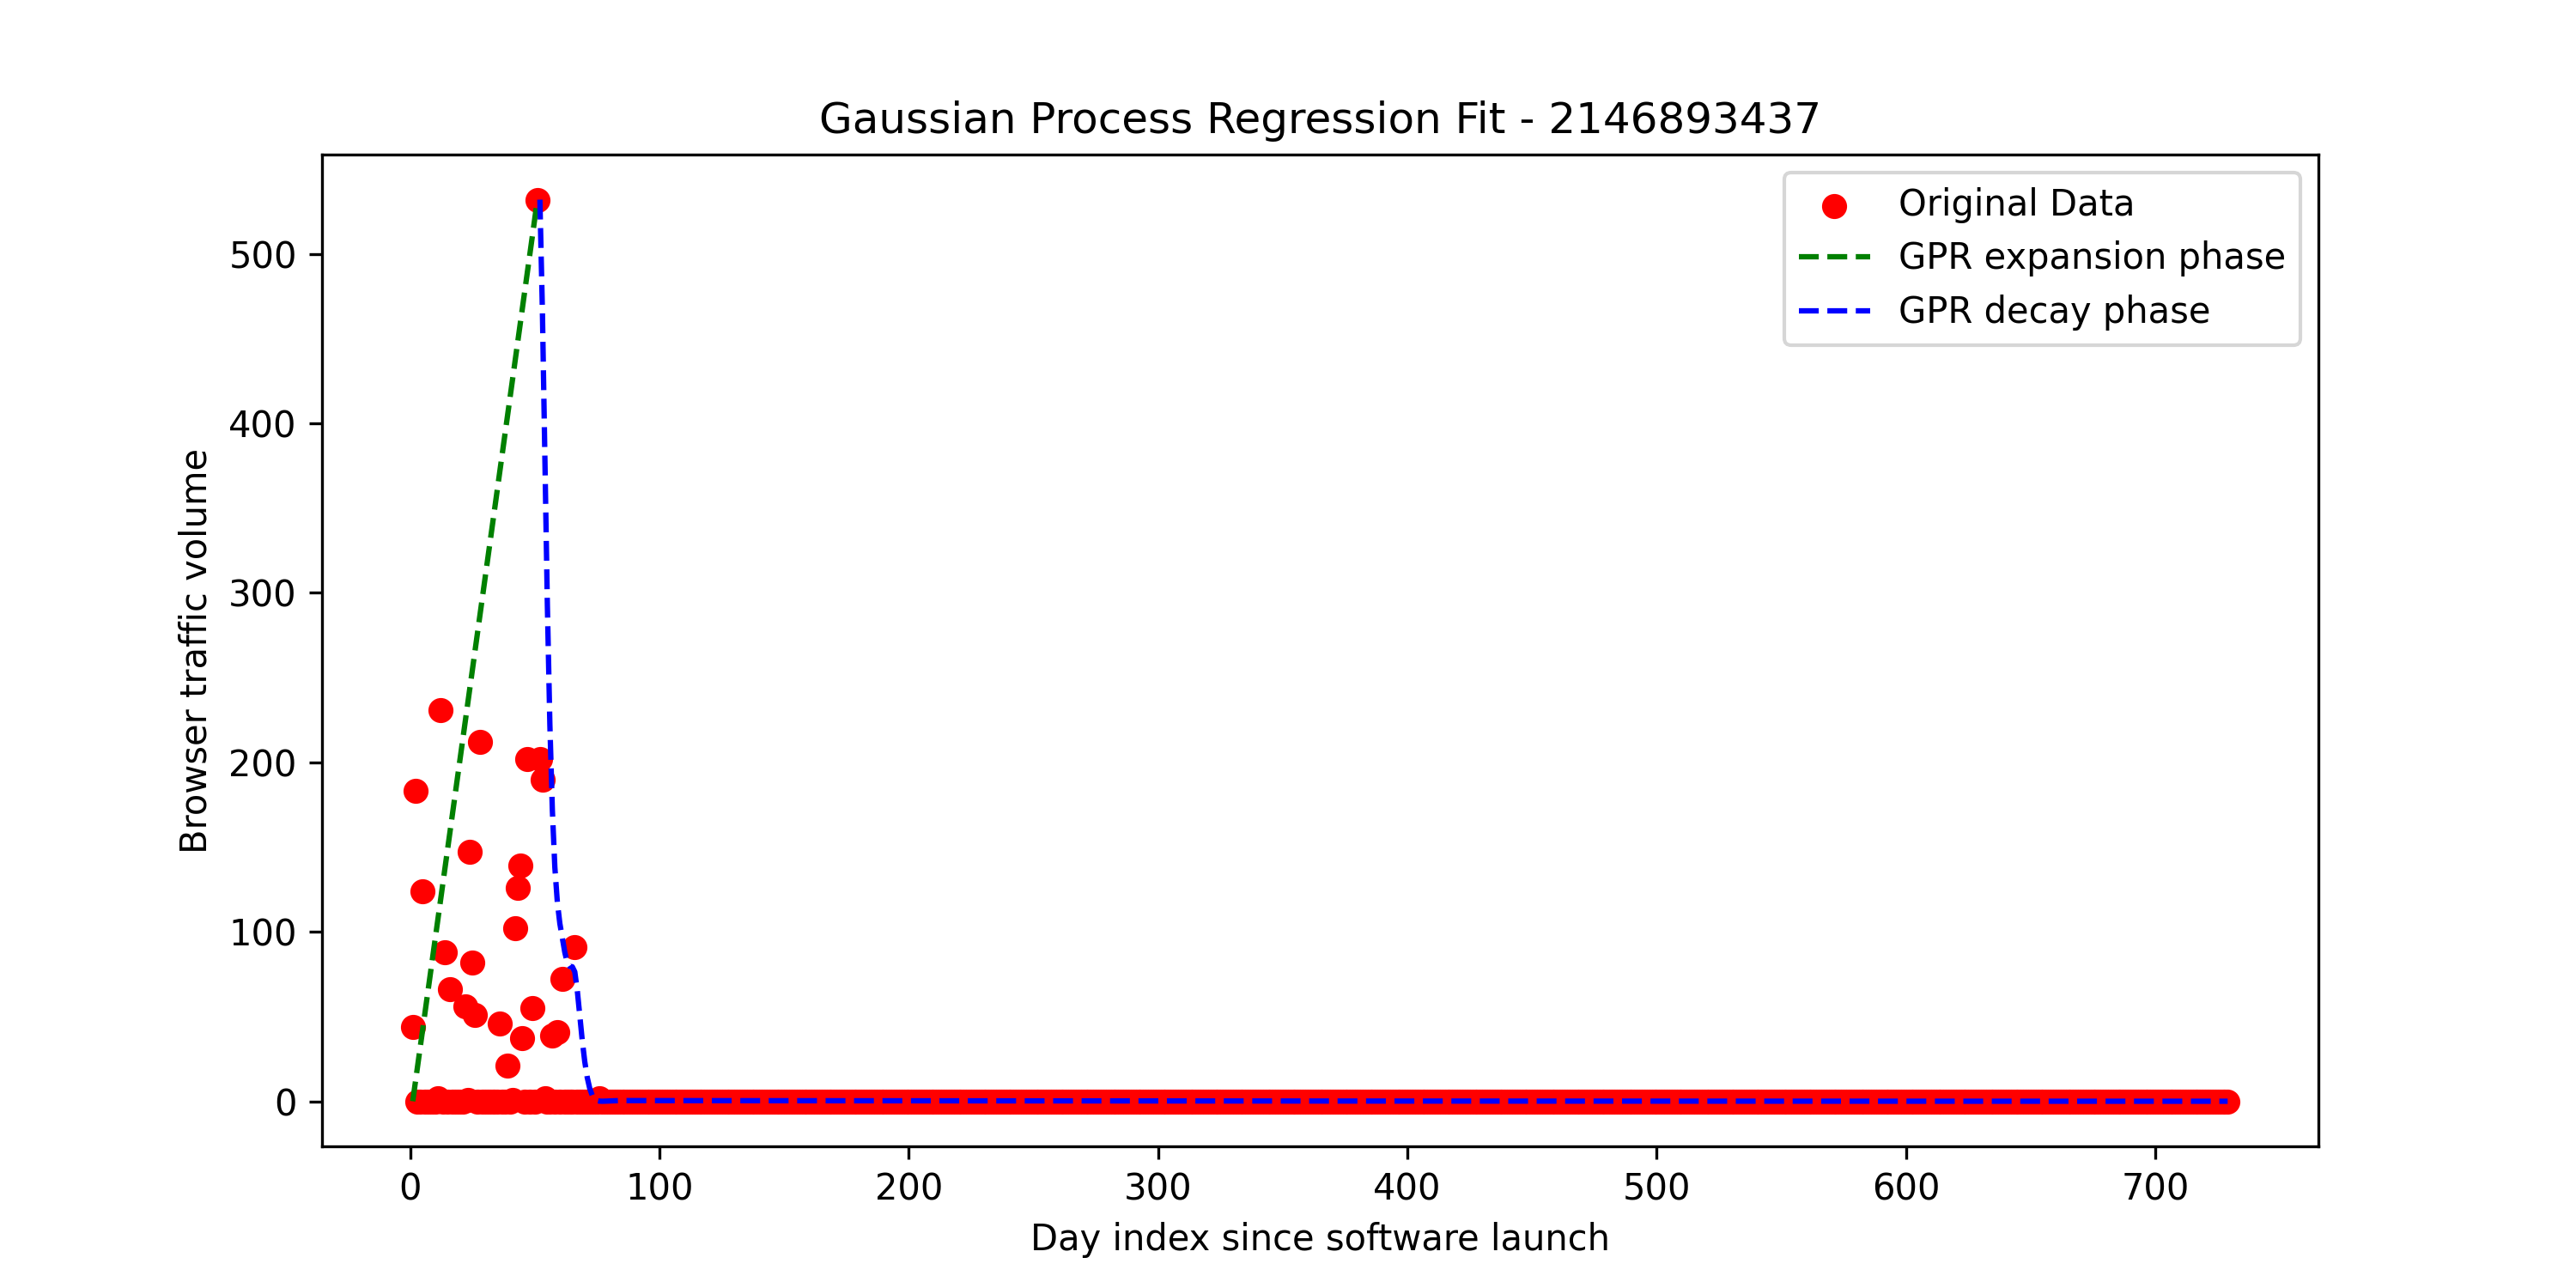 Gaussian Process Regression Fit - 2146893437
Original Data
GPR expansion phase
GPR decay phase
Browser traffic volume
500
400
300
200
100
0
0 100 200 300 400 500 600 700
Day index since software launch